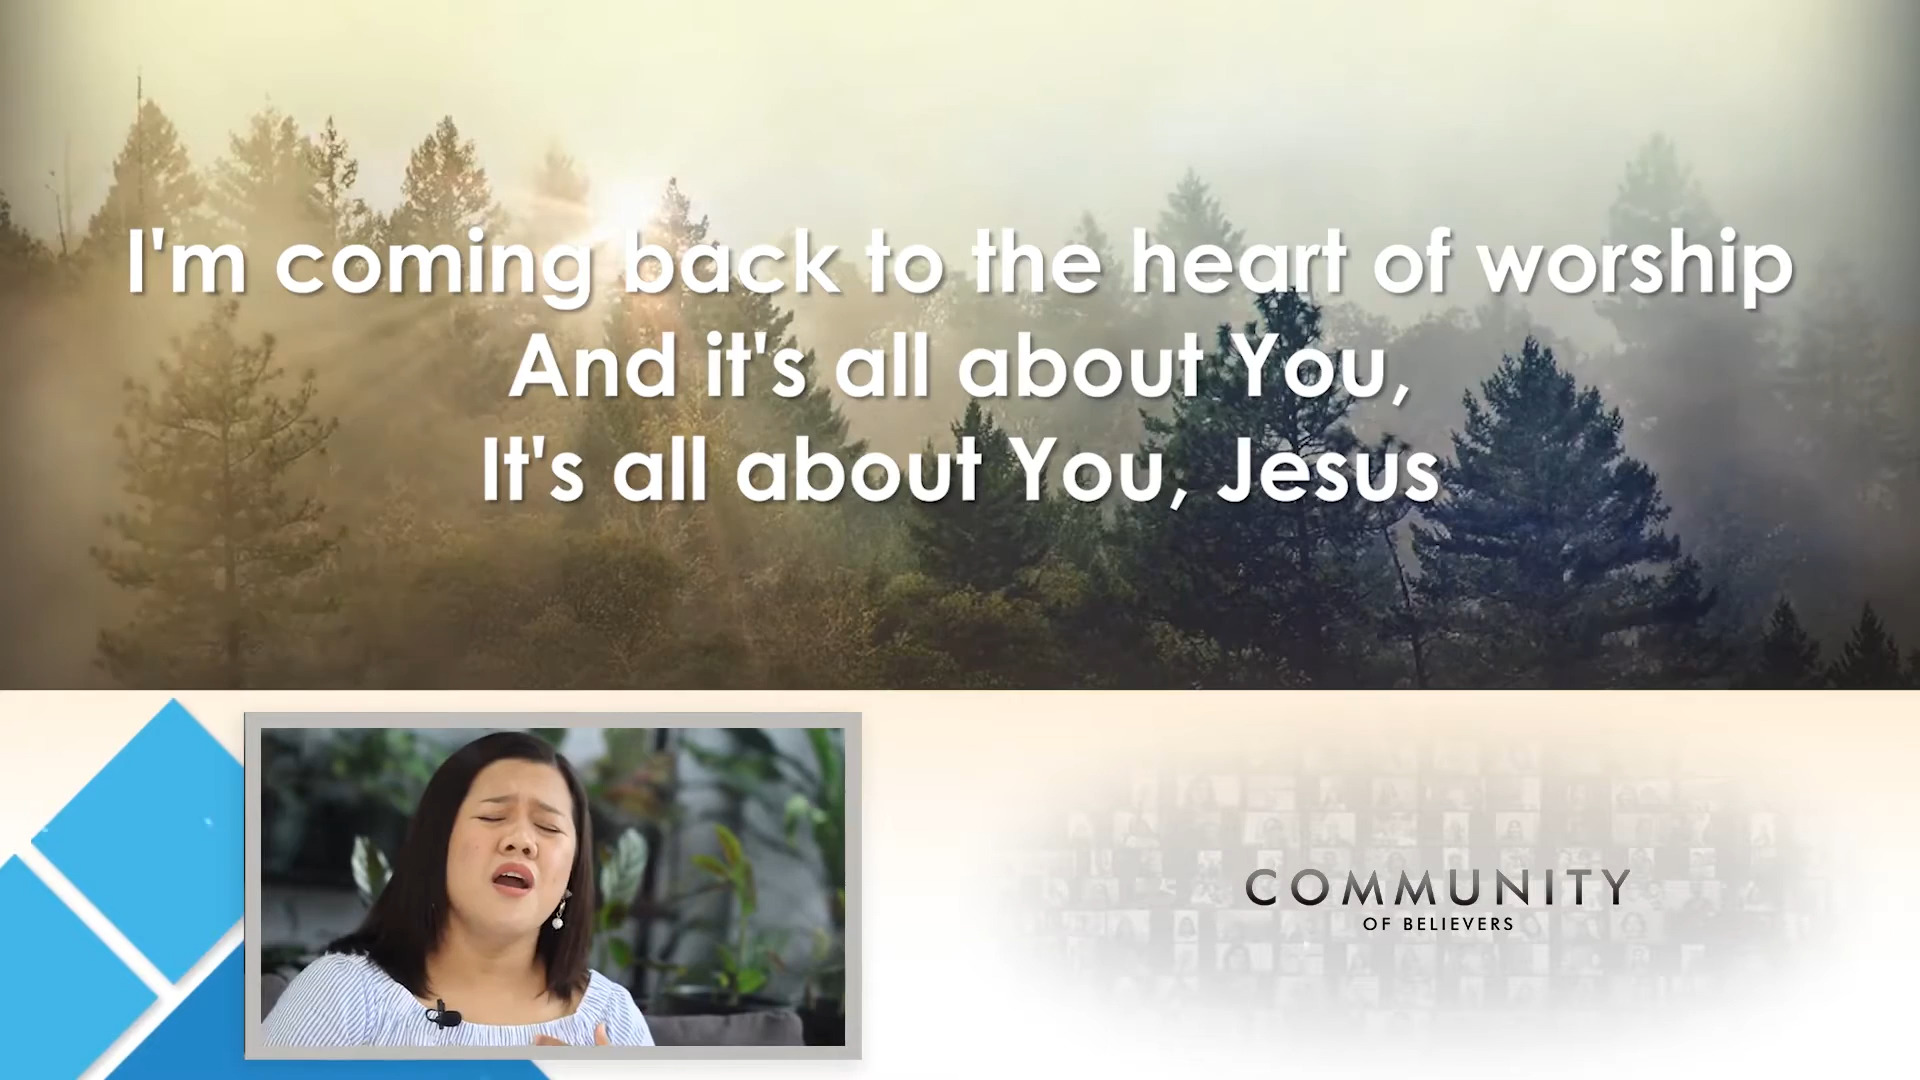 I'm coming back to the heart of worship
And it's all about You,
It's all about You, Jesus
COMMUNITY
OF BELIEVERS